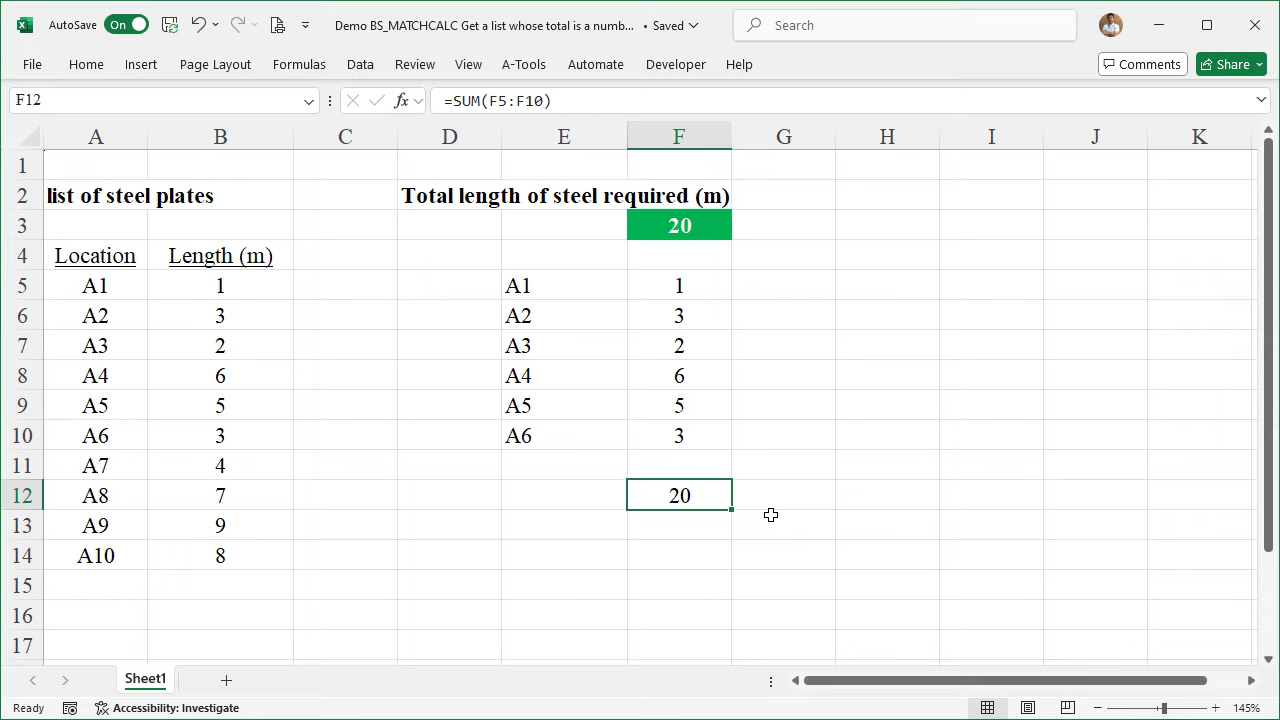 AutoSave On Demo BS_MATCHCALC Get a list whose total is a numb... • Saved Search
File Home Insert Page Layout Formulas Data Review View A-Tools Automate Developer Help Comments Share
F12 fx =SUM(F5:F10)
A B C D E F G H I J K
1
2 list of steel plates Total length of steel required (m)
3 20
4 Location Length (m)
5 A1 1 A1 1
6 A2 3 A2 3
7 A3 2 A3 2
8 A4 6 A4 6
9 A5 5 A5 5
10 A6 3 A6 3
11 A7 4
12 A8 7 20
13 A9 9
14 A10 8
15
16
17
Sheet1
Ready Accessibility: Investigate 145%